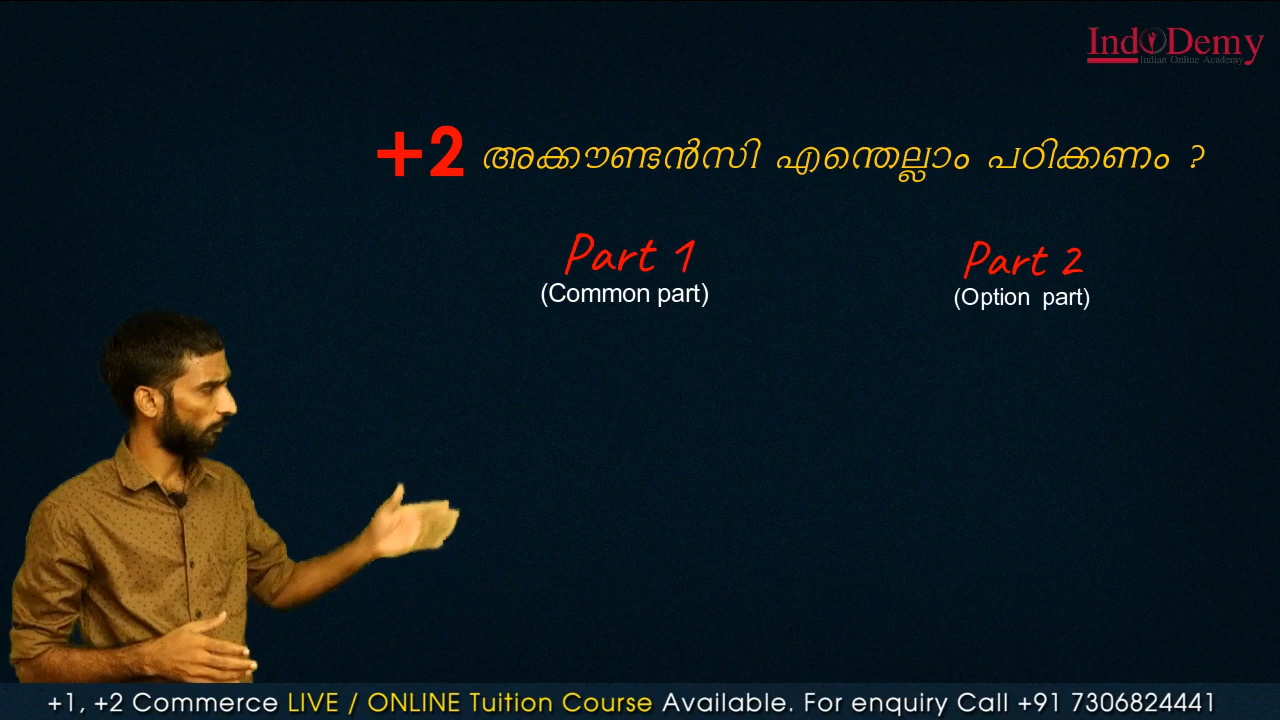 IndoDemy
Indian Online Academy
+2 അക്കൗണ്ടൻസി എന്തെല്ലാം പഠിക്കണം ?
Part 1
(Common part)
Part 2
(Option part)
+1, +2 Commerce LIVE / ONLINE Tuition Course Available. For enquiry Call +91 7306824441